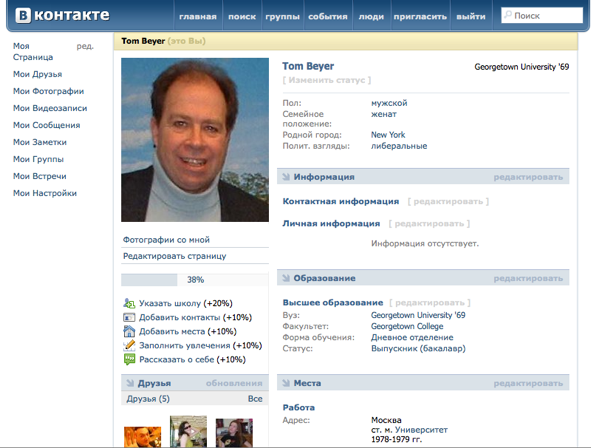 В контакте
главная поиск группы события люди пригласить выйти Поиск
Моя Страница ред.
Мои Друзья
Мои Фотографии
Мои Видеозаписи
Мои Сообщения
Мои Заметки
Мои Группы
Мои Встречи
Мои Настройки
Tom Beyer (это Вы)
Фотографии со мной
Редактировать страницу
38%
Указать школу (+20%)
Добавить контакты (+10%)
Добавить места (+10%)
Заполнить увлечения (+10%)
Рассказать о себе (+10%)
Друзья обновления
Друзья (5) Все
Tom Beyer Georgetown University '69
[ Изменить статус ]
Пол: мужской
Семейное положение: женат
Родной город: New York
Полит. взгляды: либеральные
Информация редактировать
Контактная информация [ редактировать ]
Личная информация [ редактировать ]
Информация отсутствует.
Образование редактировать
Высшее образование [ редактировать ]
Вуз: Georgetown University '69
Факультет: Georgetown College
Форма обучения: Дневное отделение
Статус: Выпускник (бакалавр)
Места редактировать
Работа
Адрес: Москва
ст. м. Университет
1978-1979 гг.